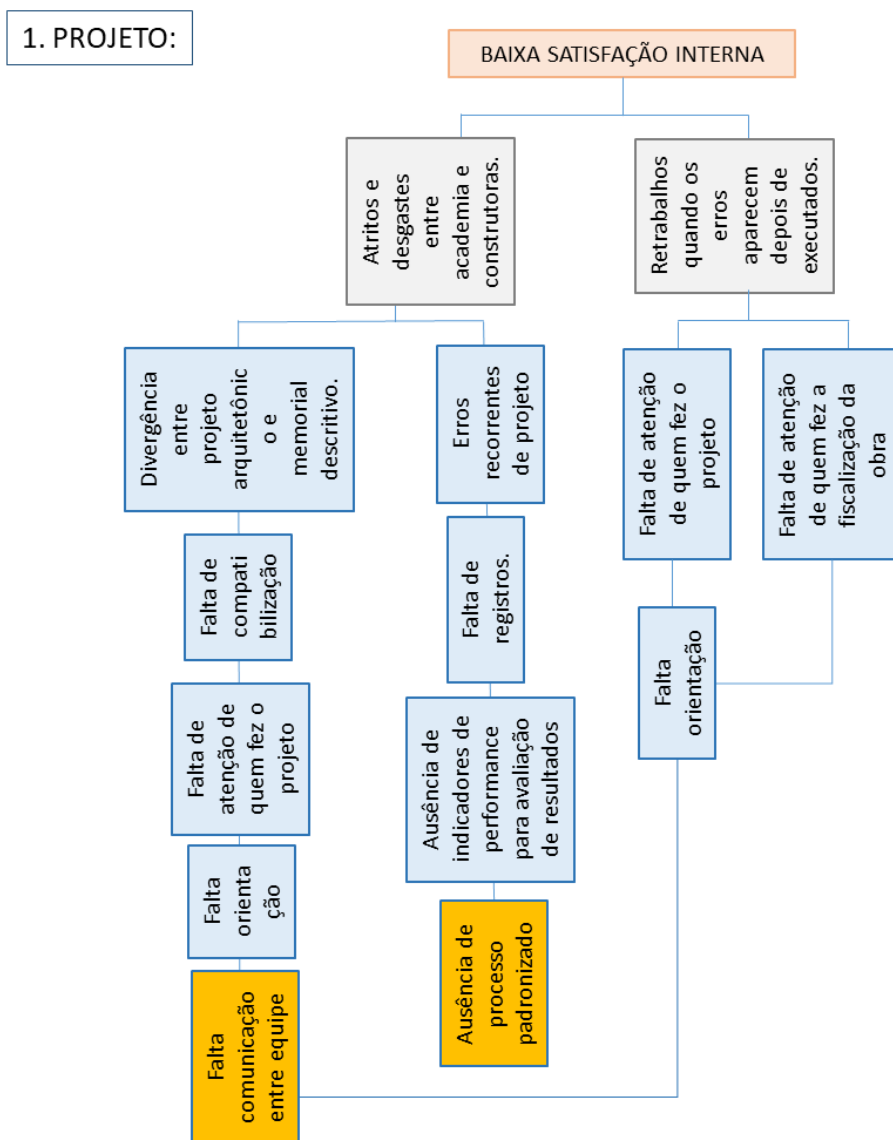 1. PROJETO:
BAIXA SATISFAÇÃO INTERNA
Atritos e
desgastes
entre
academia e
construtoras.
Retrabalhos
quando os
erros
aparecem
depois de
executados.
Divergência
entre
projeto
arquitetônic
o e
memorial
descritivo.
Erros
recorrentes
de projeto
Falta de atenção
de quem fez o
projeto
Falta de atenção
de quem fez a
fiscalização da
obra
Falta de
compati
bilização
Falta de
registros.
Falta
orientação
Falta de
atenção de
quem fez o
projeto
Ausência de
indicadores de
performance
para avaliação
de resultados
Falta
orienta
ção
Ausência de
processo
padronizado
Falta
comunicação
entre equipe